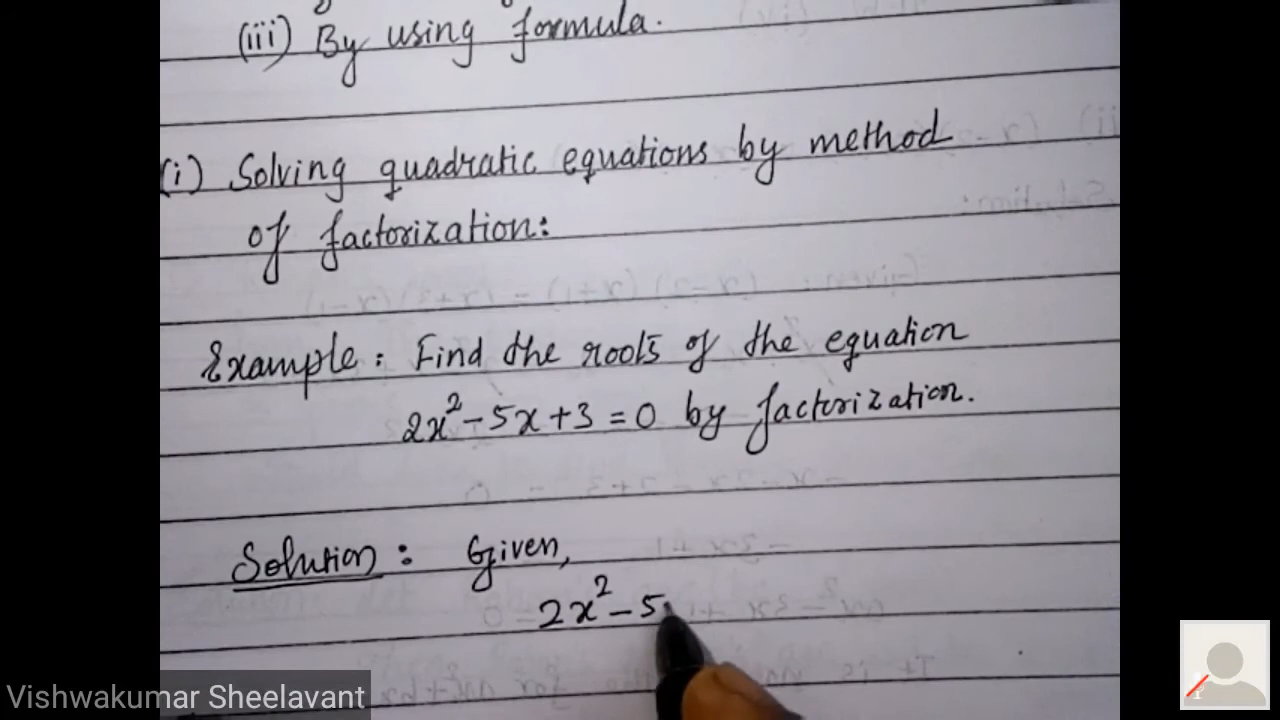 (iii) By using formula.
(i) Solving quadratic equations by method
of factorization:
Example: Find the roots of the equation
2x² - 5x + 3 = 0 by factorization.
Solution: Given,
2x² - 5
Vishwakumar Sheelavant